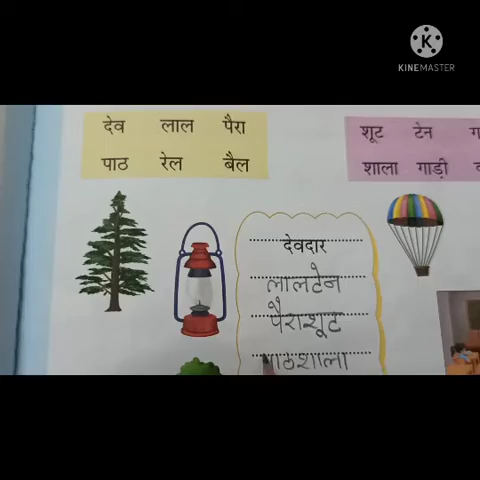 KINEMASTER
देव लाल पैरा
पाठ रेल बैल
शूट टेन
शाला गाड़ी
देवदार
लालटेन
पैराशूट
पाठशाला